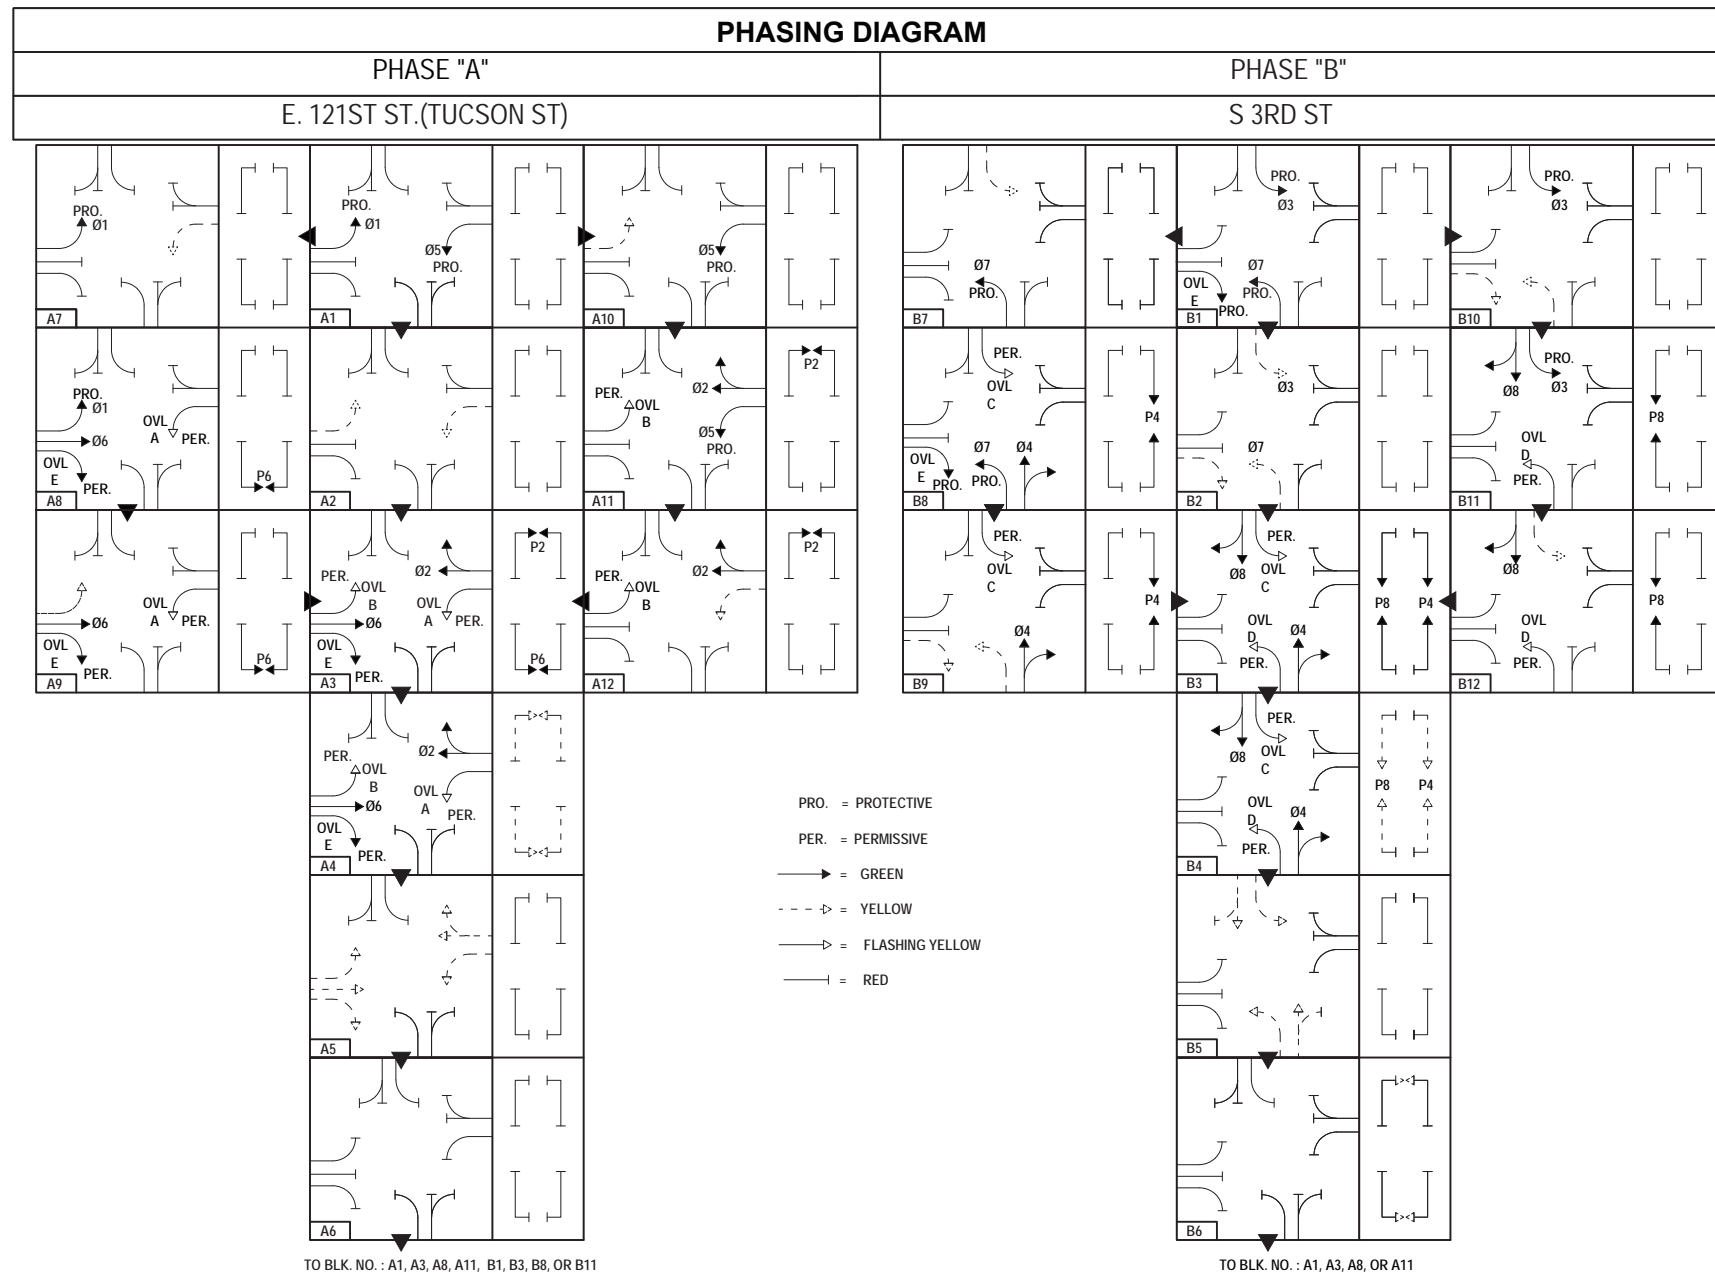 PHASING DIAGRAM
PHASE "A"
PHASE "B"
E. 121ST ST.(TUCSON ST)
S 3RD ST
PRO.
Ø1
A7
PRO.
Ø1
Ø5
PRO.
A1
Ø5
PRO.
A10
PRO.
Ø1
Ø6
OVL
A
PER.
OVL
E
PER.
P6
A8
A2
PER.
OVL
B
Ø2
Ø5
PRO.
P2
A11
Ø6
OVL
A
PER.
OVL
E
PER.
P6
A9
PER.
OVL
B
Ø6
Ø2
OVL
A
PER.
OVL
E
PER.
P2
P6
A3
PER.
OVL
B
Ø2
P2
A12
PER.
OVL
B
Ø6
Ø2
OVL
A
PER.
OVL
E
PER.
A4
A5
A6
TO BLK. NO. : A1, A3, A8, A11, B1, B3, B8, OR B11
PRO. = PROTECTIVE
PER. = PERMISSIVE
= GREEN
= YELLOW
= FLASHING YELLOW
= RED
Ø7
PRO.
B7
PRO.
Ø3
Ø7
PRO.
OVL
E
PRO.
B1
PRO.
Ø3
B10
PER.
OVL
C
Ø7
PRO.
Ø4
OVL
E
PRO.
P4
B8
Ø3
Ø7
B2
Ø8
PRO.
Ø3
OVL
D
PER.
P8
B11
PER.
OVL
C
Ø4
P4
B9
Ø8
PER.
OVL
C
OVL
D
PER.
Ø4
P8
P4
B3
Ø8
OVL
D
PER.
P8
B12
Ø8
PER.
OVL
C
OVL
D
PER.
Ø4
P8
P4
B4
B5
B6
TO BLK. NO. : A1, A3, A8, OR A11